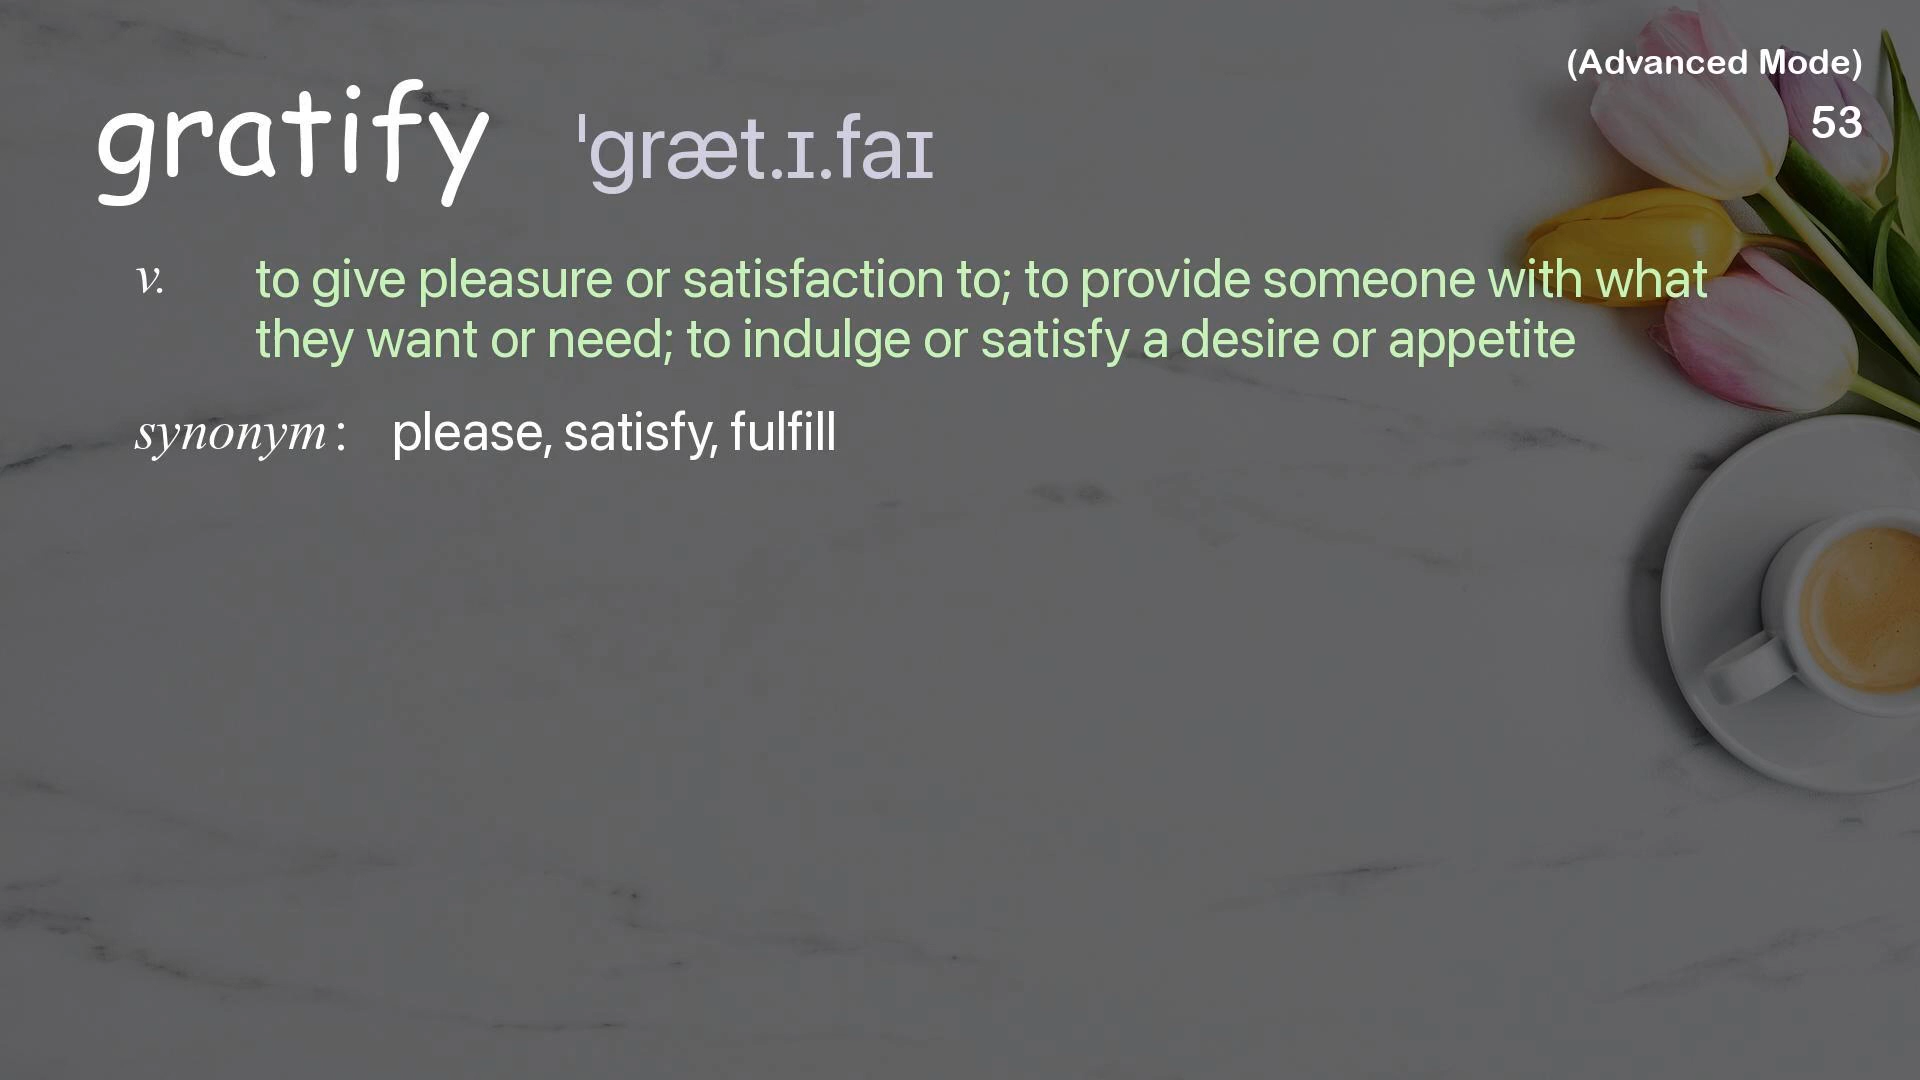 (Advanced Mode)
53
gratify ˈɡræt.ɪ.faɪ
v. to give pleasure or satisfaction to; to provide someone with what
they want or need; to indulge or satisfy a desire or appetite
synonym: please, satisfy, fulfill